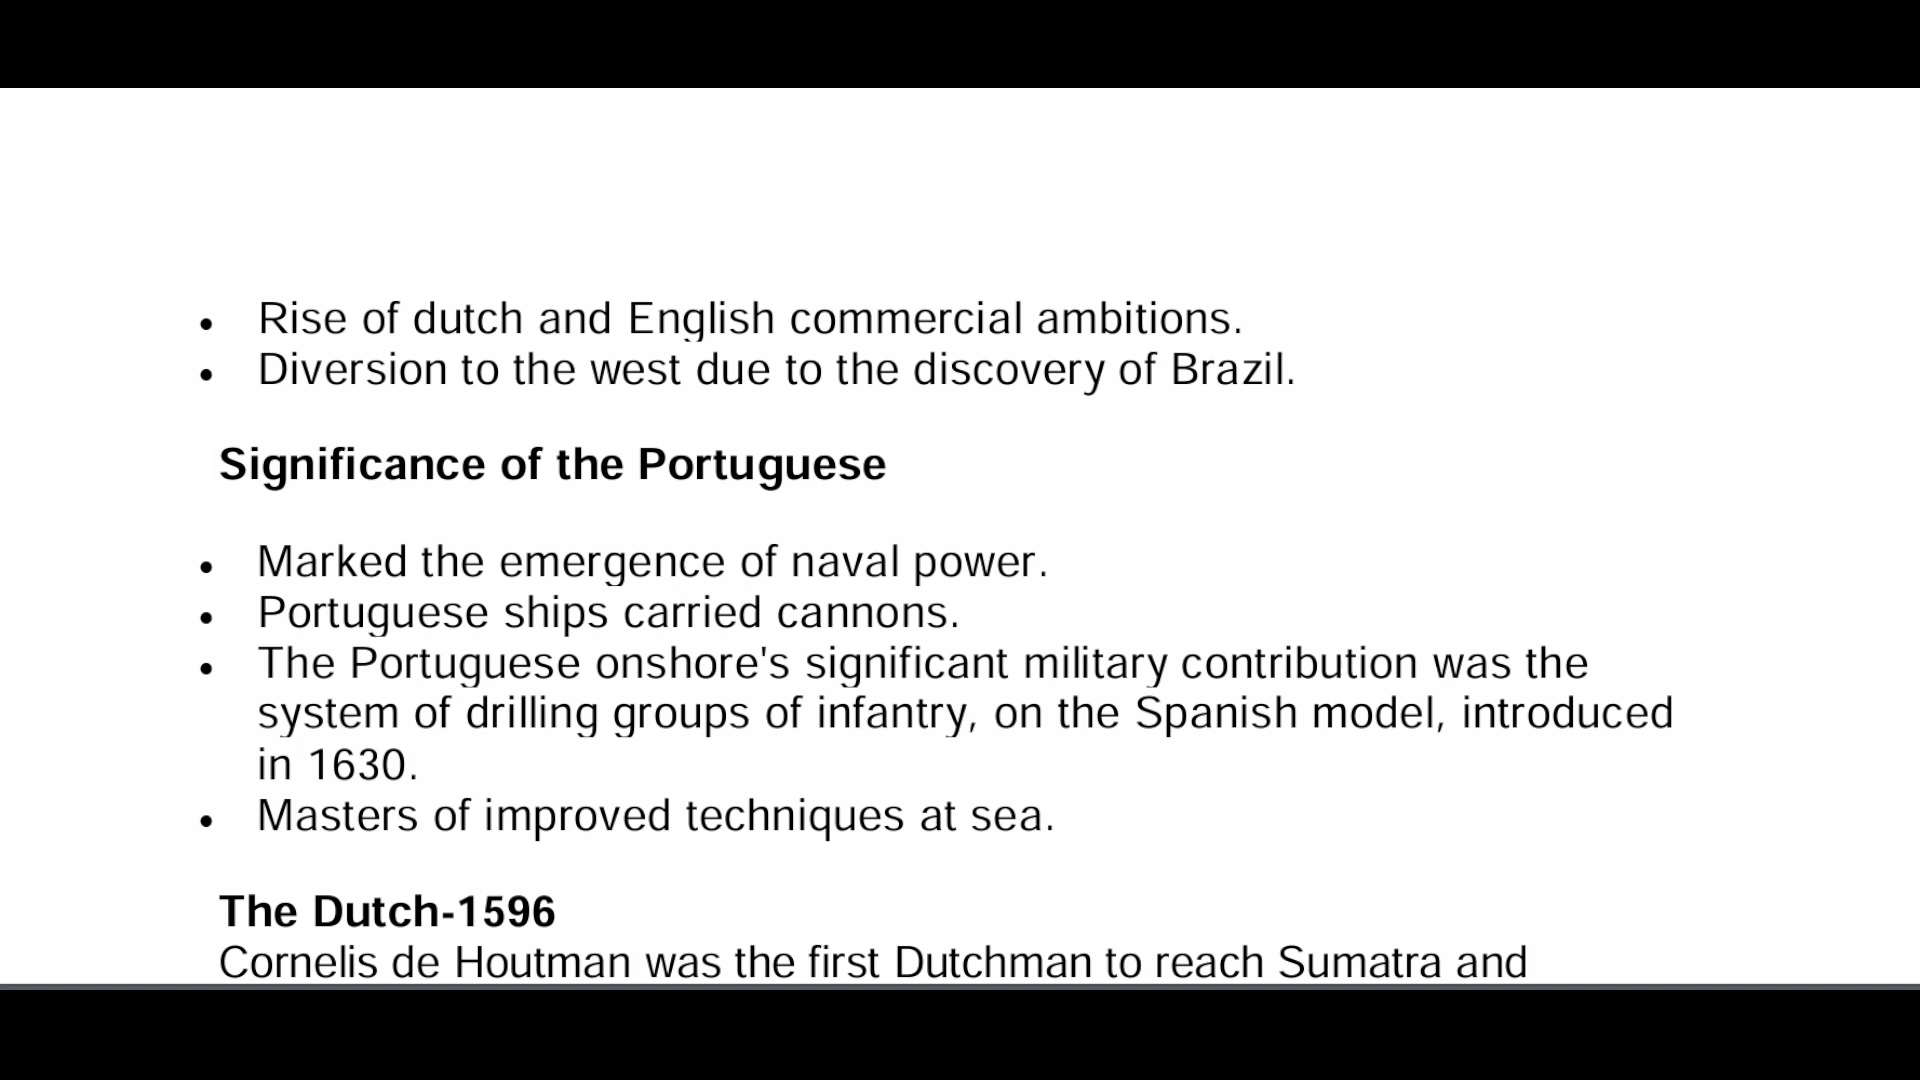 • Rise of dutch and English commercial ambitions.
• Diversion to the west due to the discovery of Brazil.
Significance of the Portuguese
• Marked the emergence of naval power.
• Portuguese ships carried cannons.
• The Portuguese onshore's significant military contribution was the
system of drilling groups of infantry, on the Spanish model, introduced
in 1630.
• Masters of improved techniques at sea.
The Dutch-1596
Cornelis de Houtman was the first Dutchman to reach Sumatra and